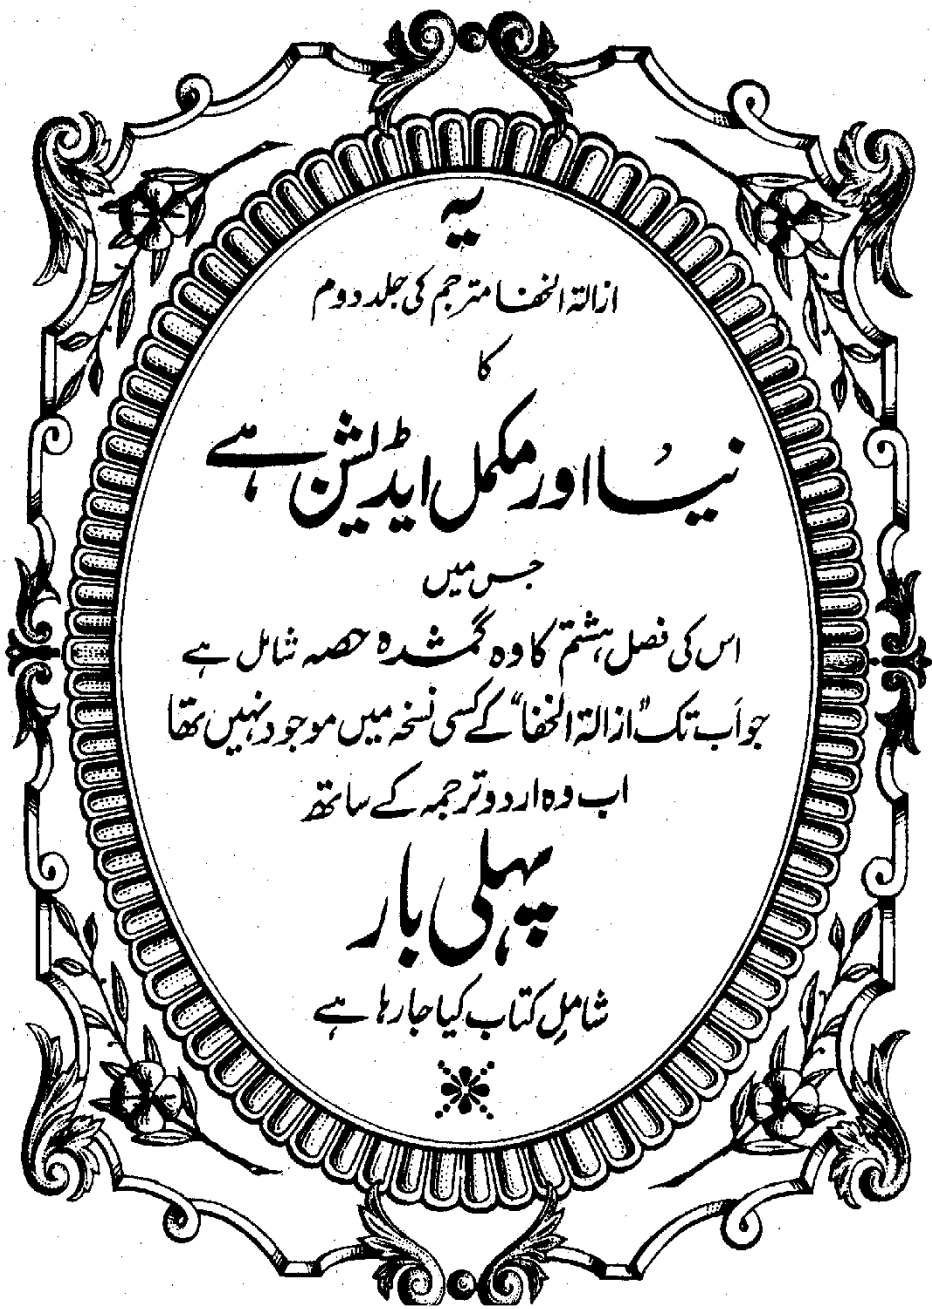 یہ
ازالۃ الخفا مترجم کی جلد دوم
کا
نیا اور مکمل ایڈیشن ہے
جس میں
اس کی فصل ہشتم کا وہ گمشدہ حصہ شامل ہے
جو اَب تک "ازالۃ الخفا" کے کسی نسخہ میں موجود نہیں تھا
اب وہ اردو ترجمہ کے ساتھ
پہلی بار
شاملِ کتاب کیا جا رہا ہے